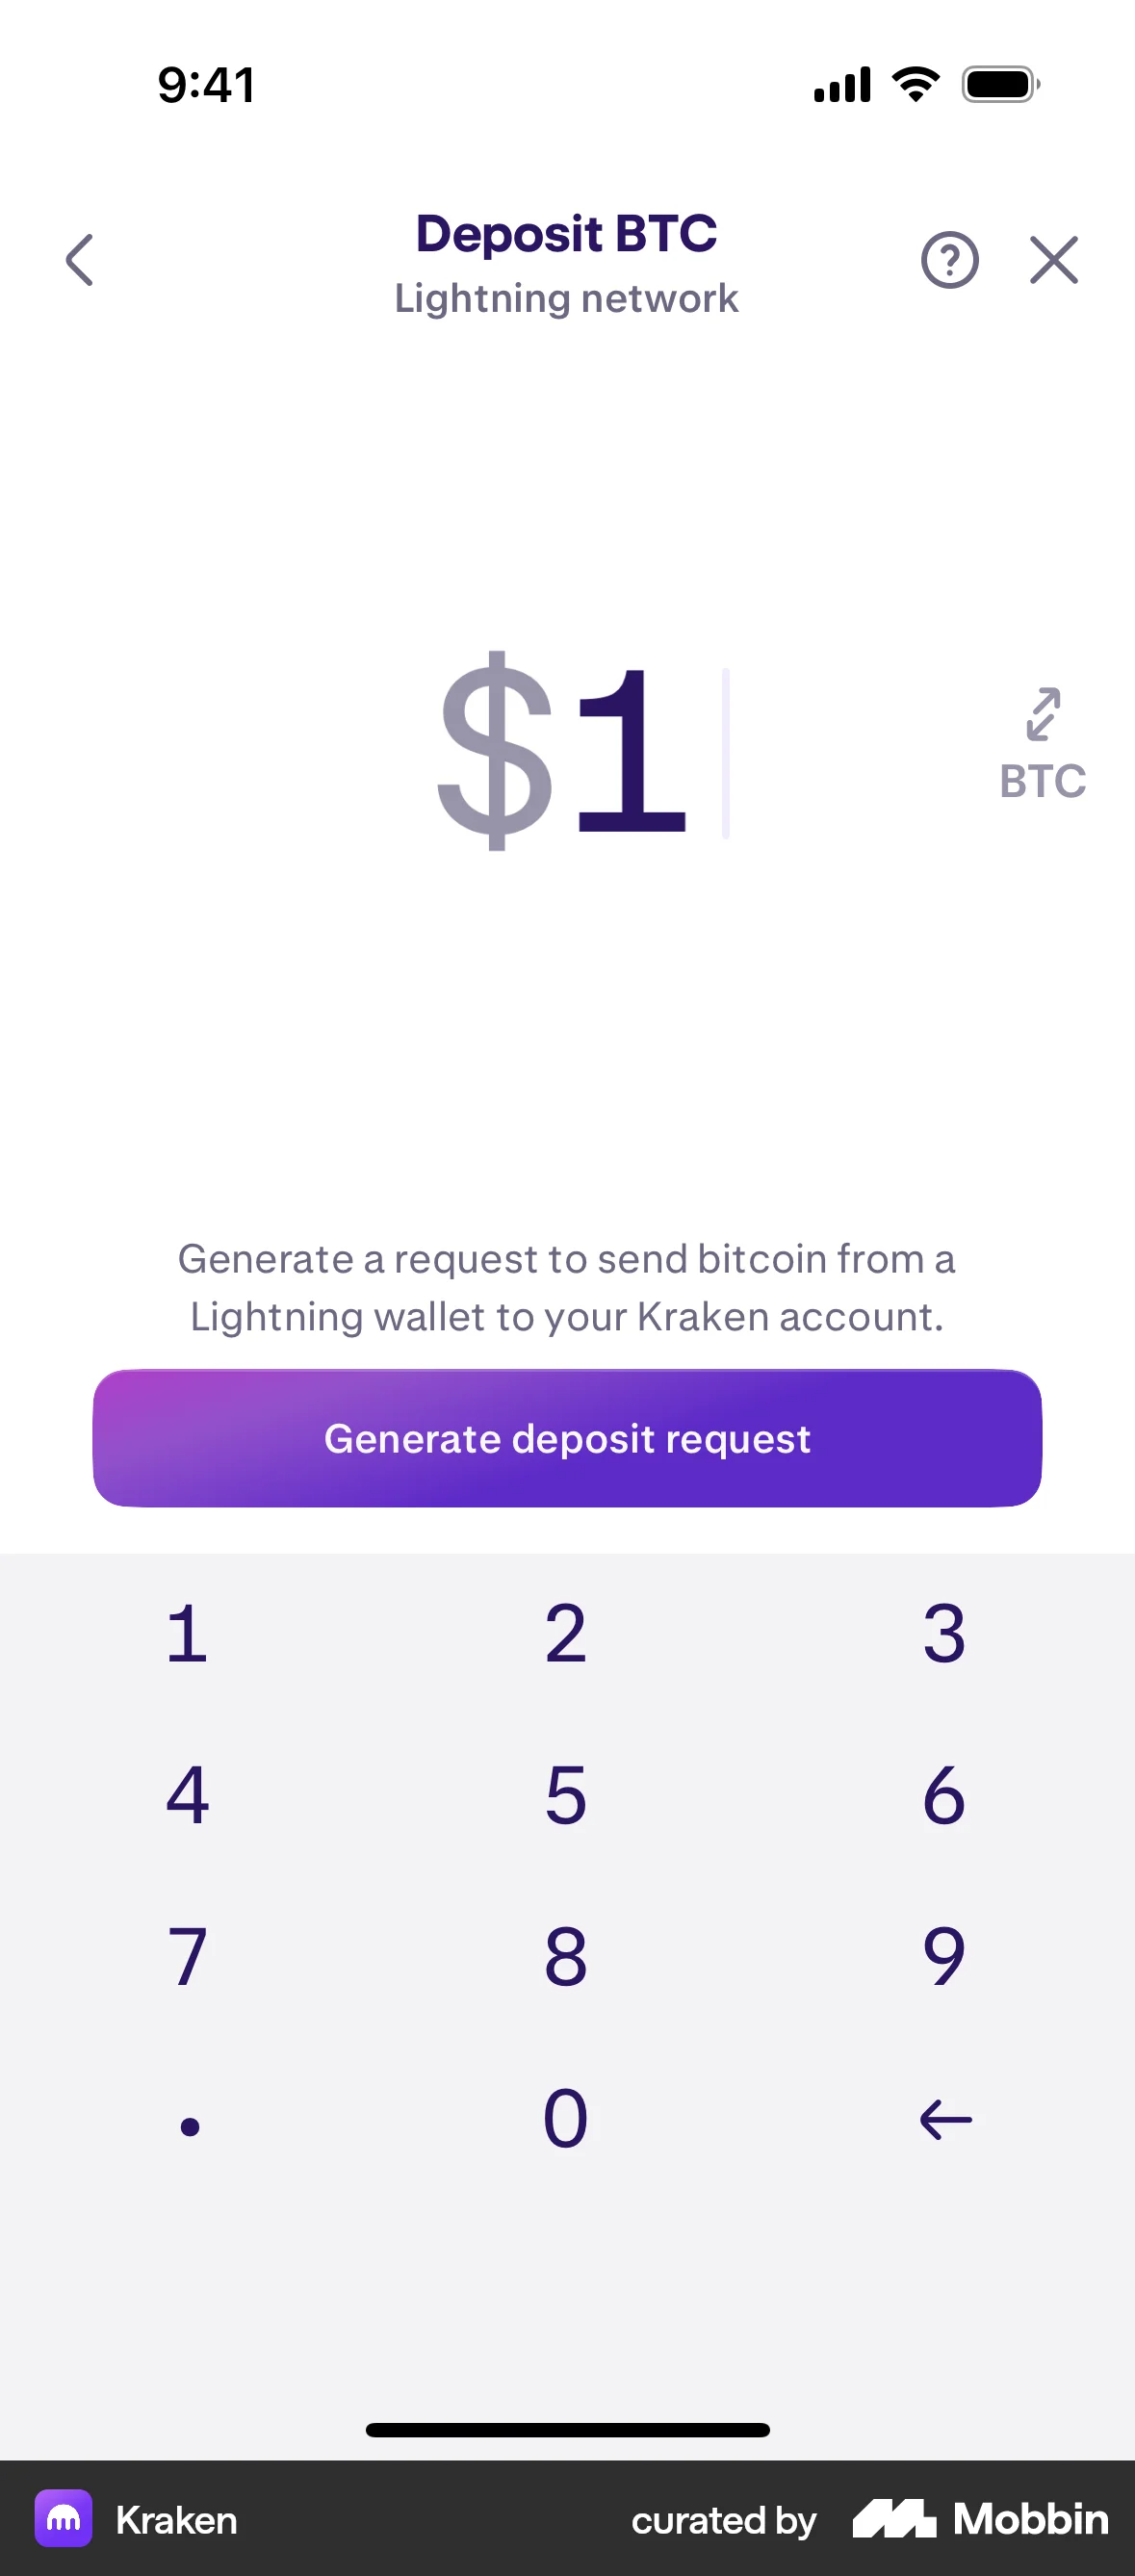 9:41
Deposit BTC
Lightning network
$1
BTC
Generate a request to send bitcoin from a
Lightning wallet to your Kraken account.
Generate deposit request
1 2 3
4 5 6
7 8 9
. 0
Kraken curated by Mobbin